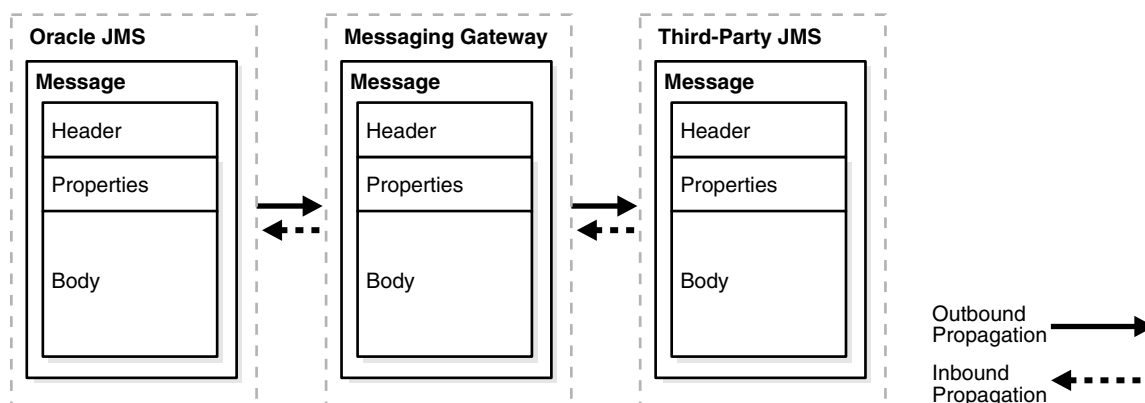 Oracle JMS
Message
Header
Properties
Body
Messaging Gateway
Message
Header
Properties
Body
Third-Party JMS
Message
Header
Properties
Body
Outbound
Propagation
Inbound
Propagation